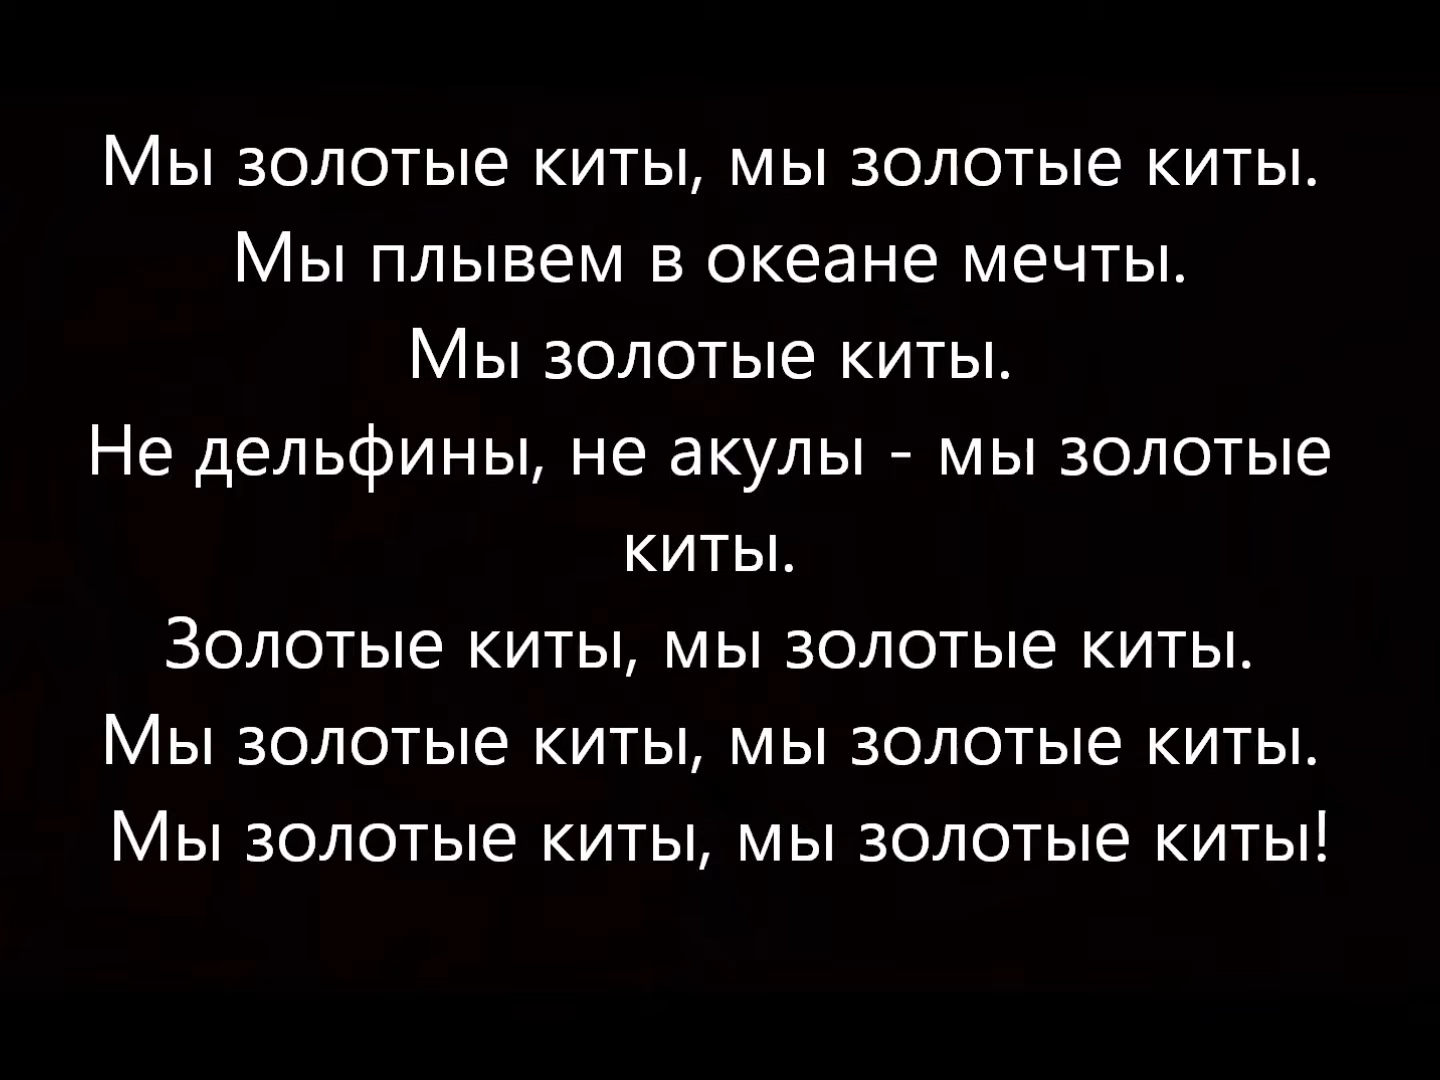 Мы золотые киты, мы золотые киты.
Мы плывем в океане мечты.
Мы золотые киты.
Не дельфины, не акулы - мы золотые
киты.
Золотые киты, мы золотые киты.
Мы золотые киты, мы золотые киты.
Мы золотые киты, мы золотые киты!